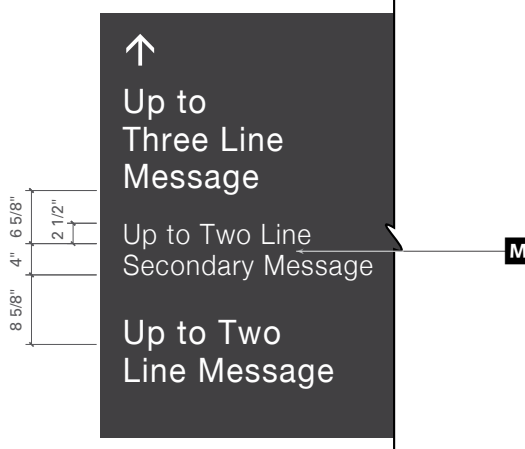 Up to
Three Line
Message
6 5/8"
2 1/2"
Up to Two Line
4"
Secondary Message
M
8 5/8"
Up to Two
Line Message